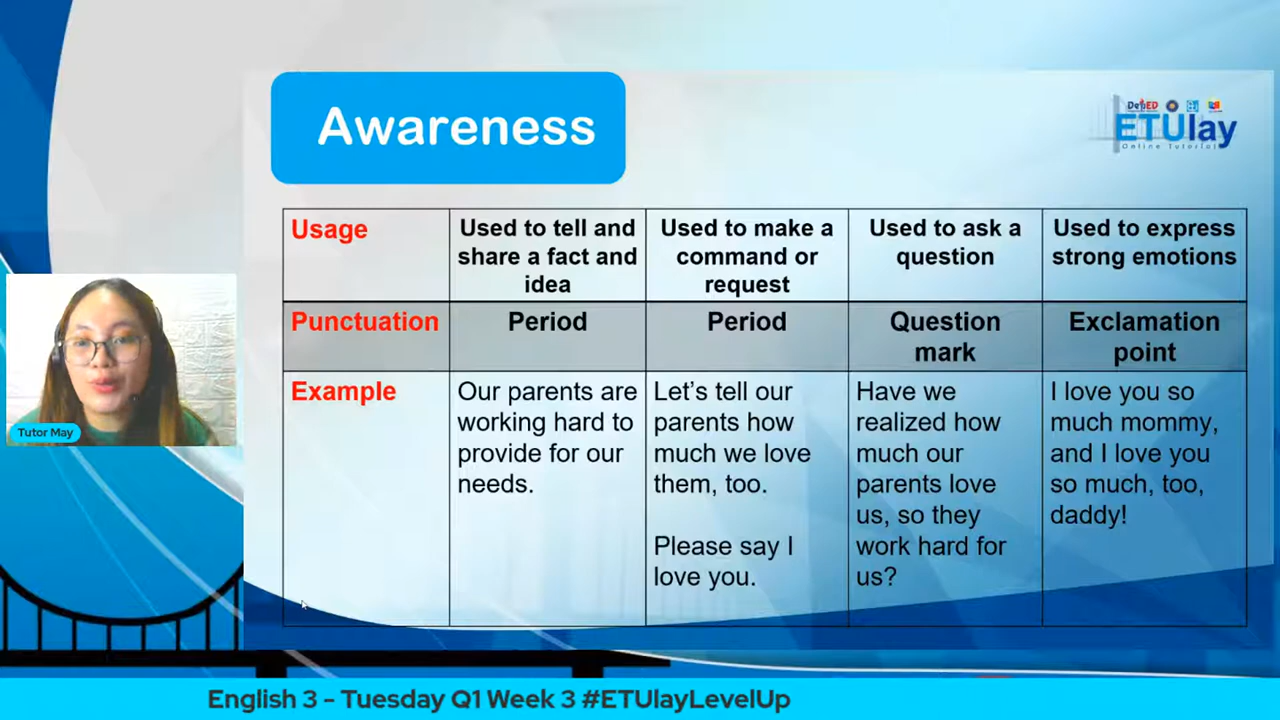 Awareness
DepED
ETUlay
Online Tutorial
Usage
Used to tell and
share a fact and
idea
Used to make a
command or
request
Used to ask a
question
Used to express
strong emotions
Punctuation
Period
Period
Question
mark
Exclamation
point
Example
Our parents are
working hard to
provide for our
needs.
Let's tell our
parents how
much we love
them, too.
Please say I
love you.
Have we
realized how
much our
parents love
us, so they
work hard for
us?
I love you so
much mommy,
and I love you
so much, too,
daddy!
Tutor May
English 3 - Tuesday Q1 Week 3 #ETUlayLevelUp